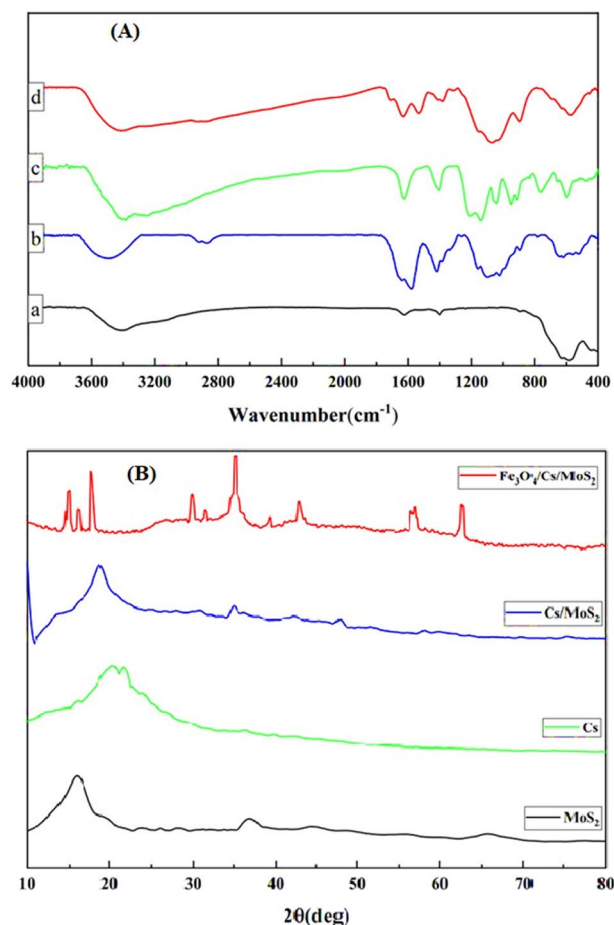 (A)
d
c
b
a
4000 3600 3200 2800 2400 2000 1600 1200 800 400
Wavenumber(cm⁻¹)
(B)
Fe₃O₄/Cs/MoS₂
Cs/MoS₂
Cs
MoS₂
10 20 30 40 50 60 70 80
2θ(deg)